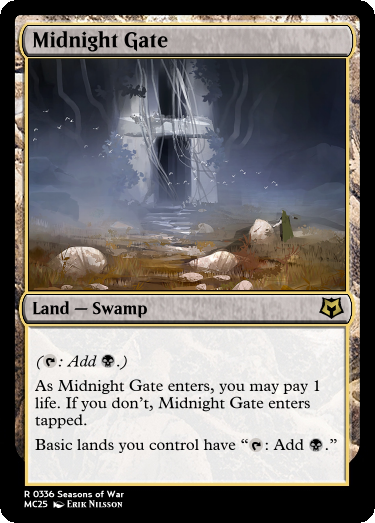 Midnight Gate
Land — Swamp
(: Add .)
As Midnight Gate enters, you may pay 1
life. If you don't, Midnight Gate enters
tapped.
Basic lands you control have “: Add .”
R 0336 Seasons of War
MC25 Erik Nilsson